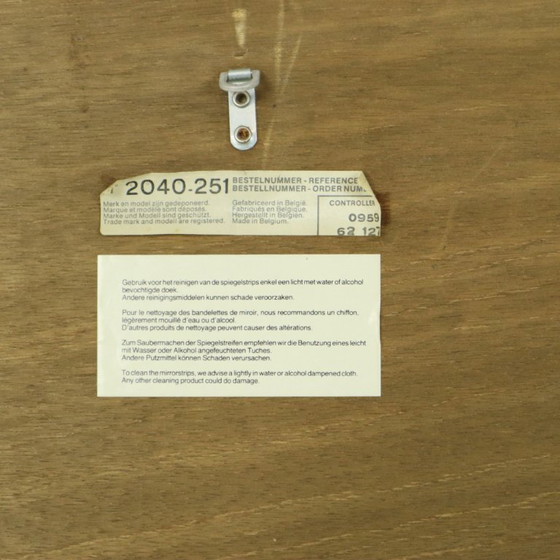 2040-251 BESTELNUMMER - REFERENCE
BESTELLNUMMER - ORDER NUM.
Merk en model zijn gedeponeerd.
Marque et modèle sont déposés.
Marke und Modell sind geschützt.
Trade mark and modell are registered.
Gefabriceerd in België.
Fabriqués en Belgique.
Hergestellt in Belgien.
Made in Belgium.
CONTROLLER
0959
62 127
Gebruik voor het reinigen van de spiegelstrips enkel een licht met water of alcohol
bevochtigde doek.
Andere reinigingsmiddelen kunnen schade veroorzaken.
Pour le nettoyage des bandelettes de miroir, nous recommandons un chiffon,
légèrement mouillé d'eau ou d'alcool.
D'autres produits de nettoyage peuvent causer des altérations.
Zum Saubermachen der Spiegelstreifen empfehlen wir die Benutzung eines leicht
mit Wasser oder Alkohol angefeuchteten Tuches.
Andere Putzmittel können Schaden verursachen.
To clean the mirrorstrips, we advise a lightly in water or alcohol dampened cloth.
Any other cleaning product could do damage.